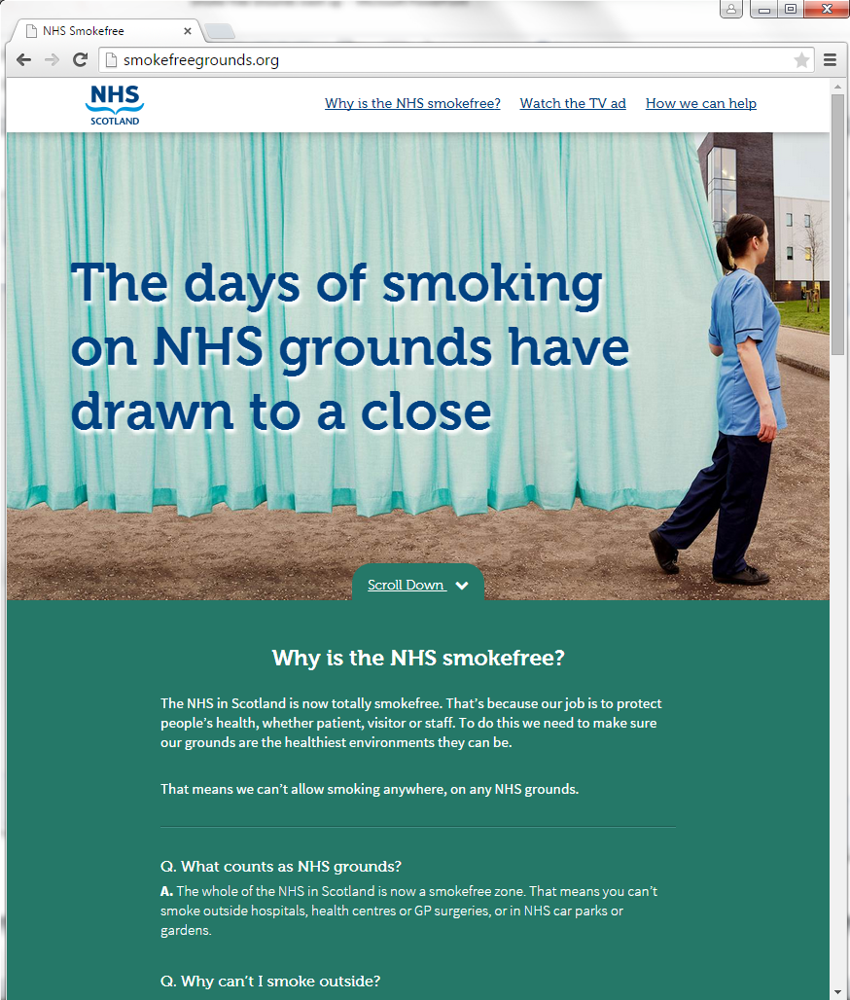 NHS Smokefree
smokefreegrounds.org
NHS
SCOTLAND
Why is the NHS smokefree? Watch the TV ad How we can help
The days of smoking
on NHS grounds have
drawn to a close
Scroll Down
Why is the NHS smokefree?
The NHS in Scotland is now totally smokefree. That’s because our job is to protect
people’s health, whether patient, visitor or staff. To do this we need to make sure
our grounds are the healthiest environments they can be.
That means we can’t allow smoking anywhere, on any NHS grounds.
Q. What counts as NHS grounds?
A. The whole of the NHS in Scotland is now a smokefree zone. That means you can’t
smoke outside hospitals, health centres or GP surgeries, or in NHS car parks or
gardens.
Q. Why can’t I smoke outside?